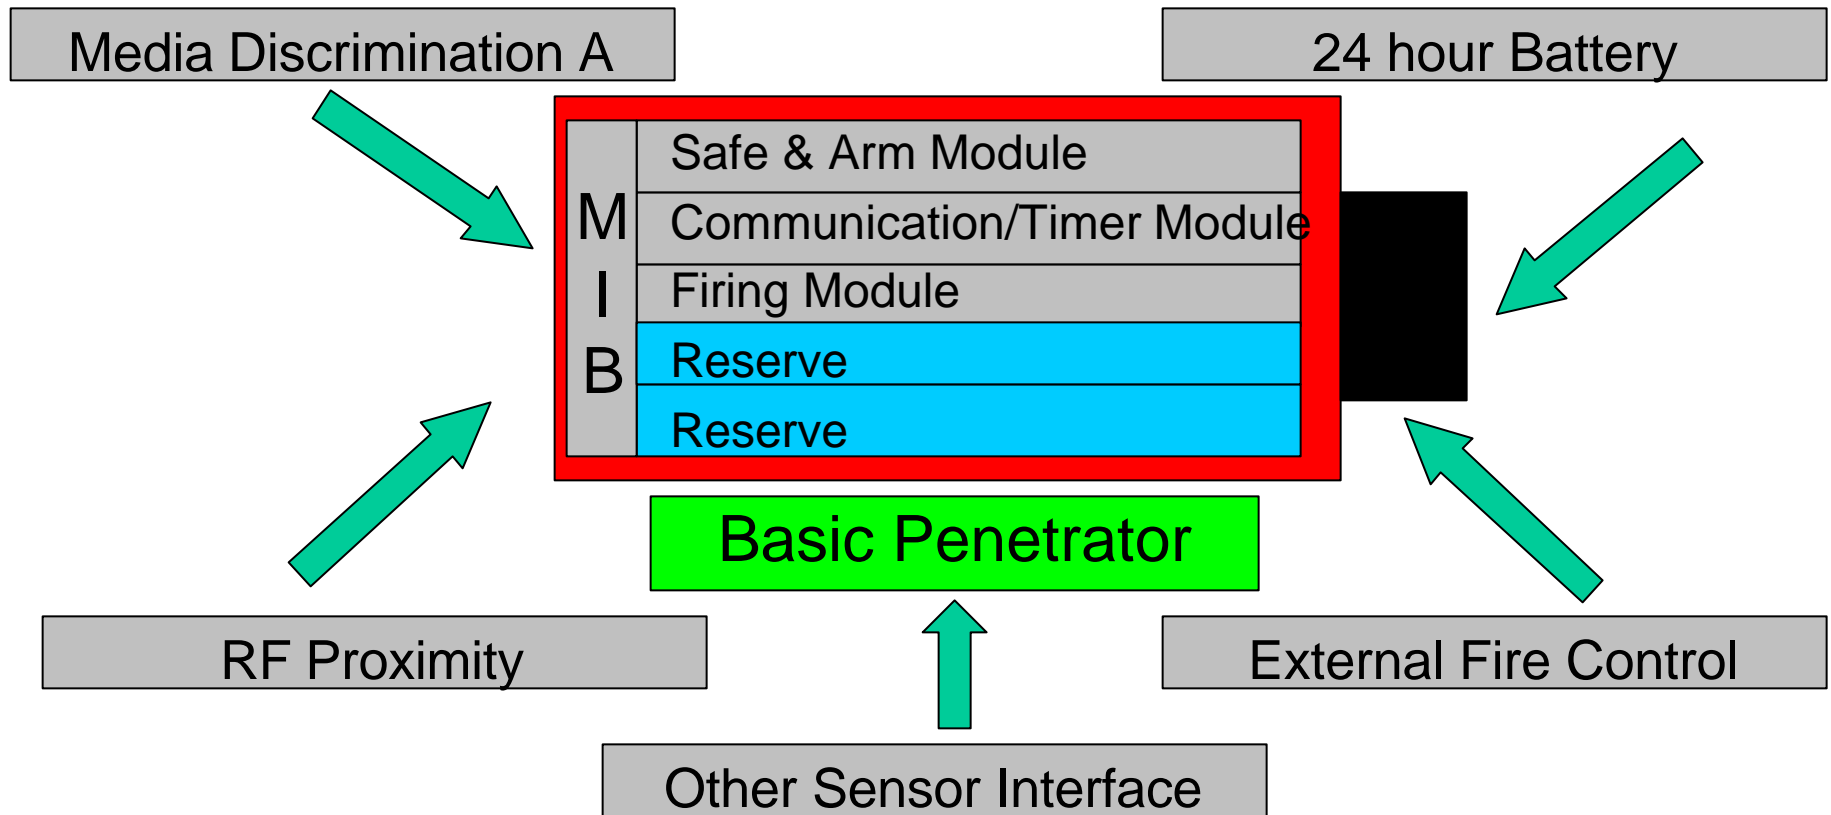 Media Discrimination A
24 hour Battery
M
I
B
Safe & Arm Module
Communication/Timer Module
Firing Module
Reserve
Reserve
Basic Penetrator
RF Proximity
External Fire Control
Other Sensor Interface